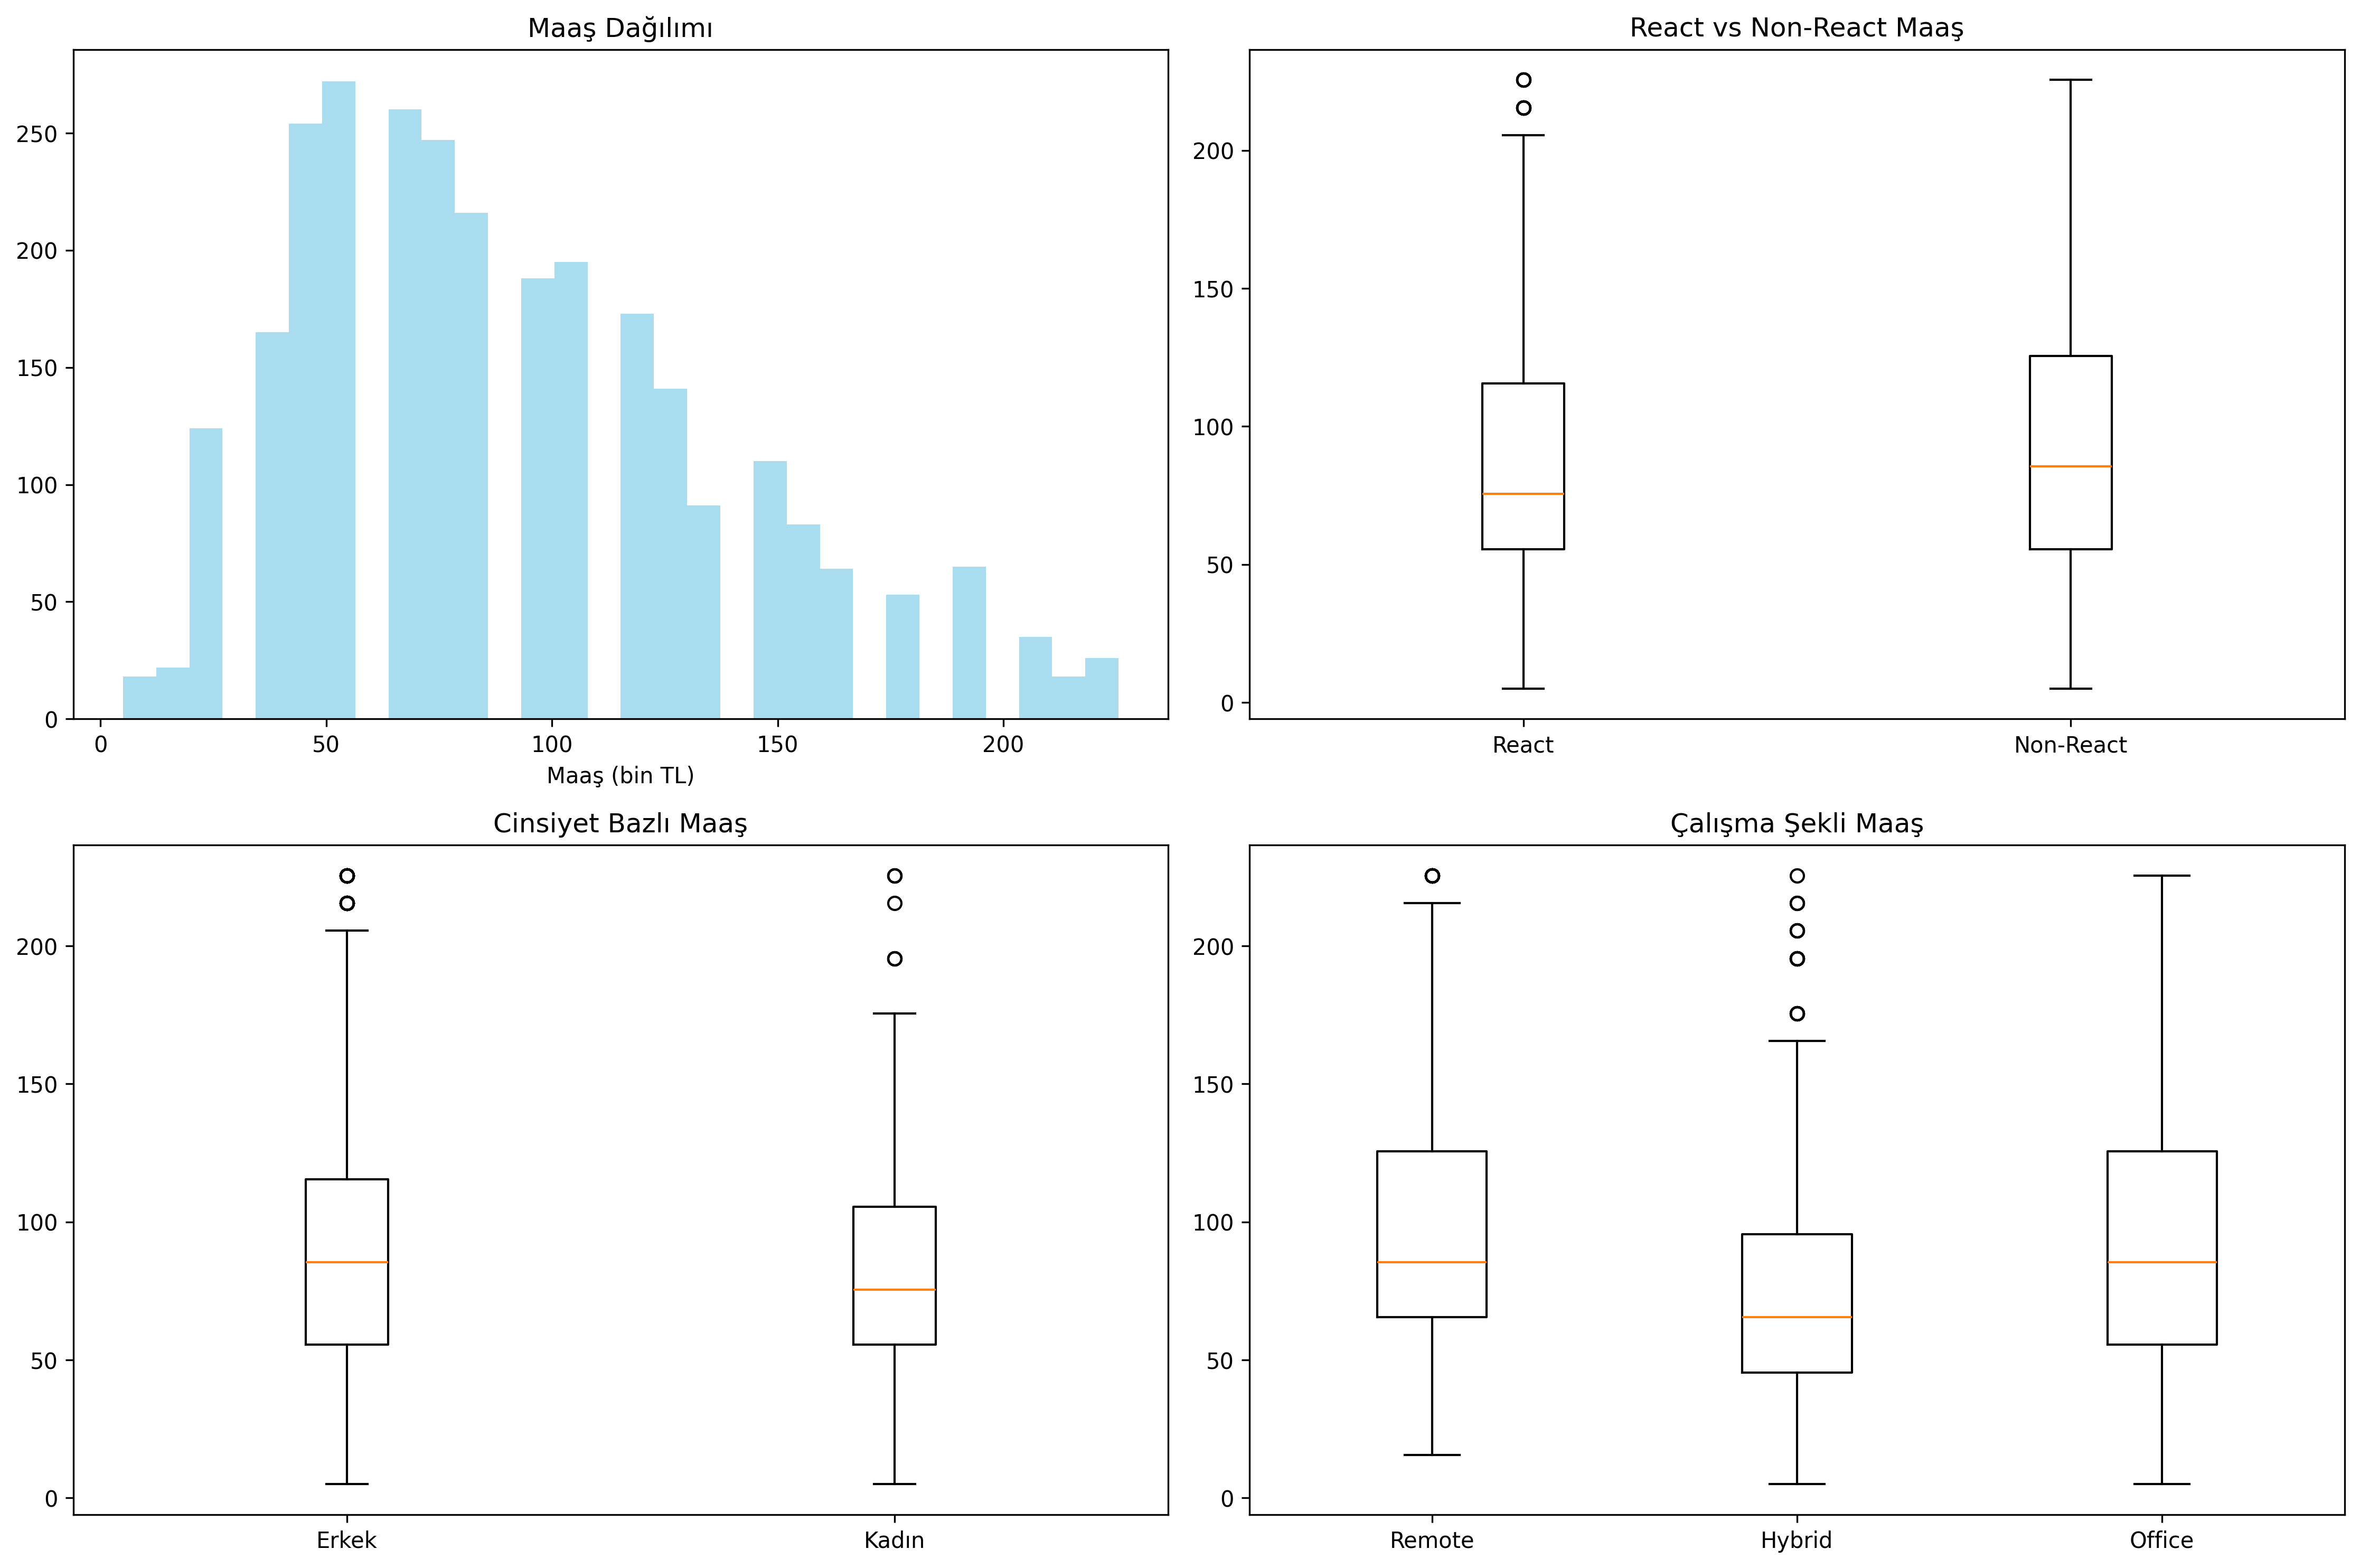 Maaş Dağılımı
250
200
150
100
50
0
0 50 100 150 200
Maaş (bin TL)
React vs Non-React Maaş
200
150
100
50
0
React Non-React
Cinsiyet Bazlı Maaş
200
150
100
50
0
Erkek Kadın
Çalışma Şekli Maaş
200
150
100
50
0
Remote Hybrid Office